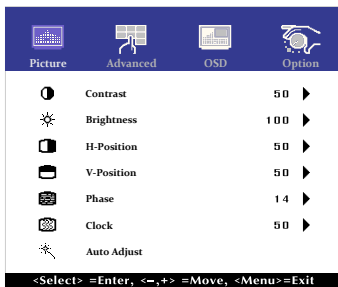 Picture Advanced OSD Option
Contrast 50
Brightness 100
H-Position 50
V-Position 50
Phase 14
Clock 50
Auto Adjust
<Select> =Enter, <−,+> =Move, <Menu>=Exit